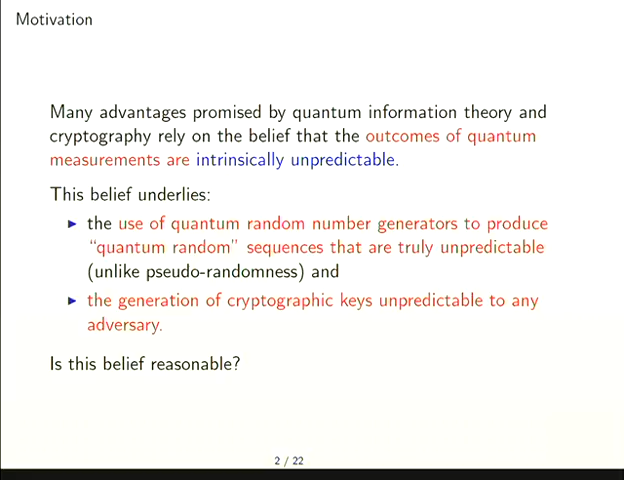 Motivation
Many advantages promised by quantum information theory and
cryptography rely on the belief that the outcomes of quantum
measurements are intrinsically unpredictable.
This belief underlies:
▶ the use of quantum random number generators to produce
“quantum random” sequences that are truly unpredictable
(unlike pseudo-randomness) and
▶ the generation of cryptographic keys unpredictable to any
adversary.
Is this belief reasonable?
2 / 22